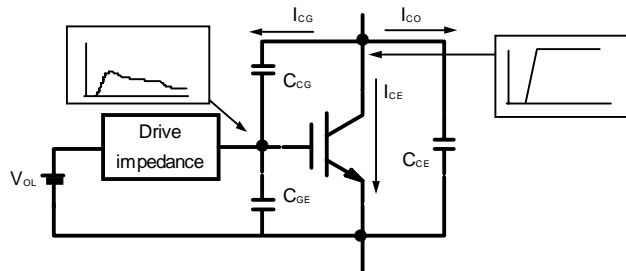 I_CG
I_CO
C_CG
I_CE
Drive
impedance
C_CE
V_OL
C_GE